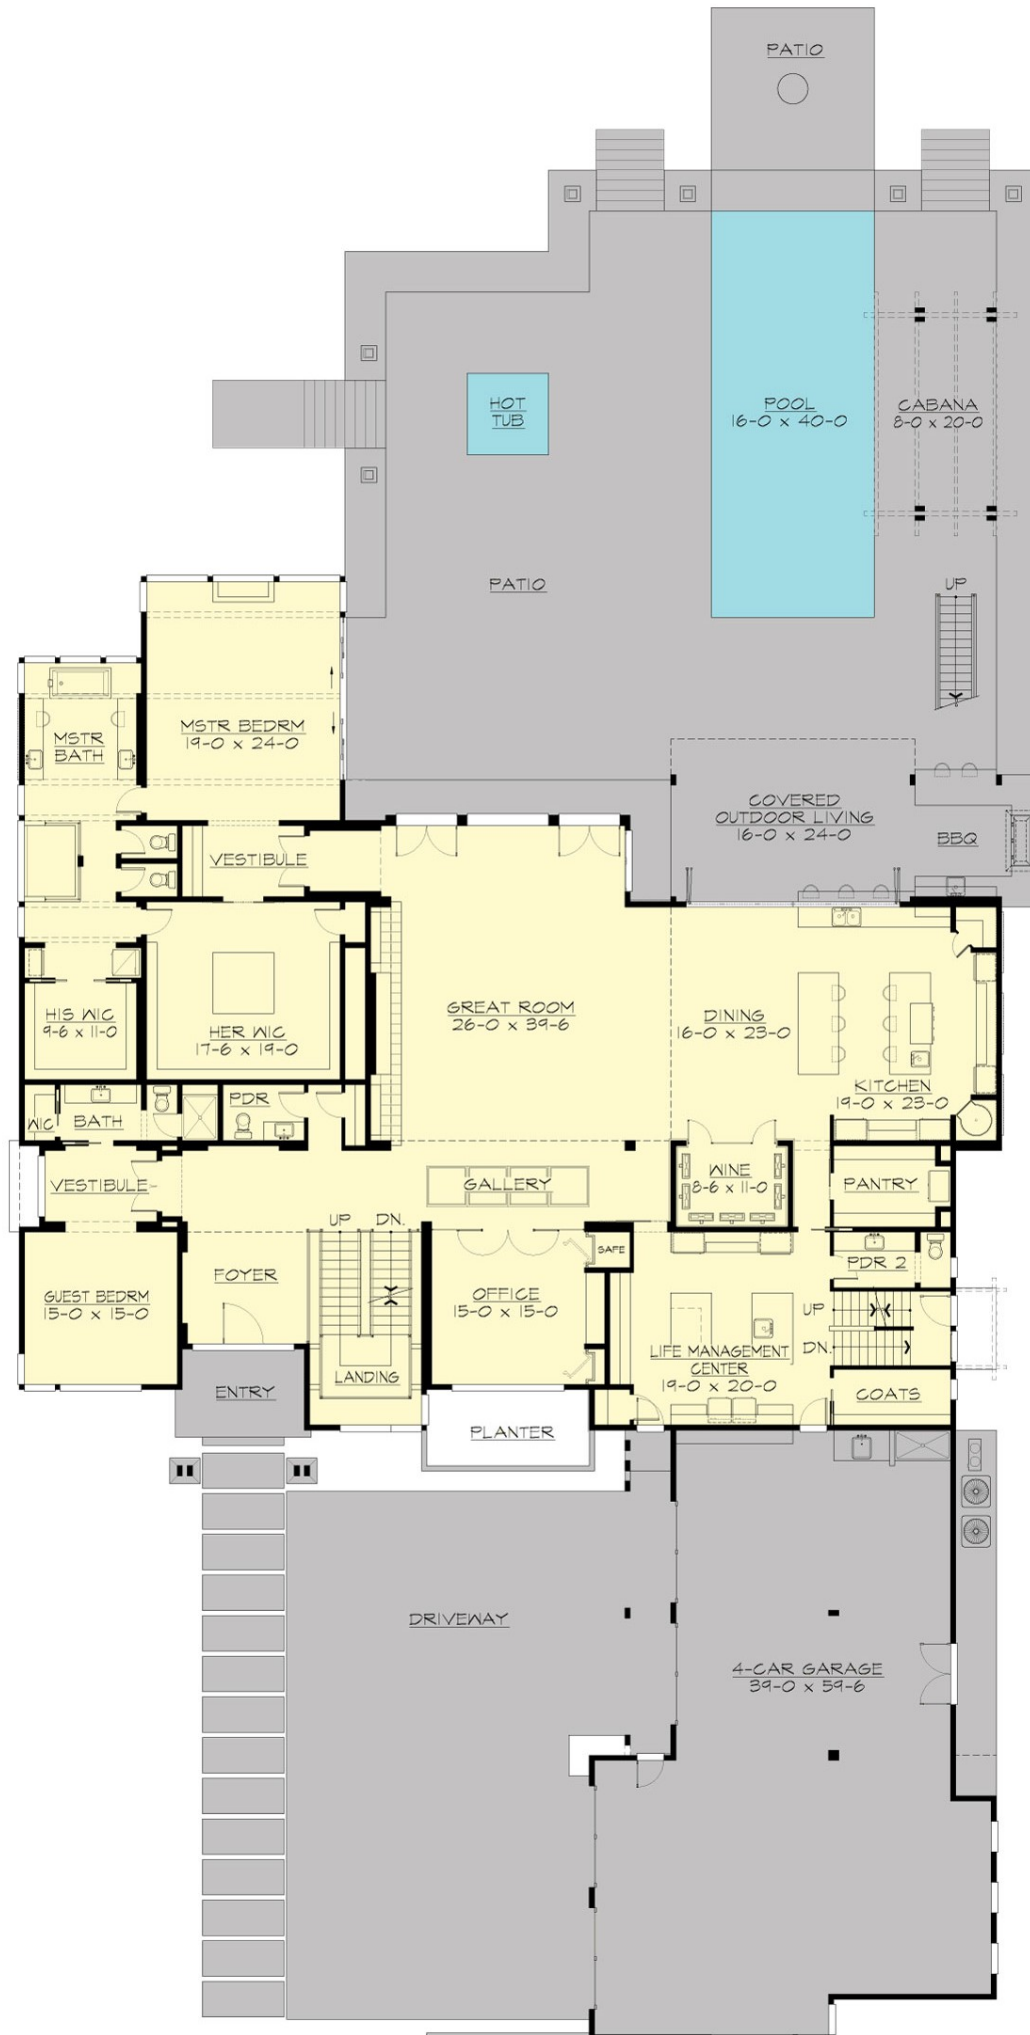 PATIO
HOT
TUB
POOL
16-0 x 40-0
CABANA
8-0 x 20-0
PATIO
UP
MSTR BEDRM
19-0 x 24-0
MSTR
BATH
COVERED
OUTDOOR LIVING
16-0 x 24-0
BBQ
VESTIBULE
HIS WIC
9-6 x 11-0
HER WIC
17-6 x 19-0
GREAT ROOM
26-0 x 39-6
DINING
16-0 x 23-0
KITCHEN
19-0 x 23-0
WIC
BATH
PDR
VESTIBULE
GALLERY
WINE
8-6 x 11-0
PANTRY
UP
DN.
SAFE
PDR 2
FOYER
GUEST BEDRM
15-0 x 15-0
OFFICE
15-0 x 15-0
UP
DN.
LIFE MANAGEMENT
CENTER
19-0 x 20-0
LANDING
ENTRY
COATS
PLANTER
DRIVEWAY
4-CAR GARAGE
39-0 x 59-6